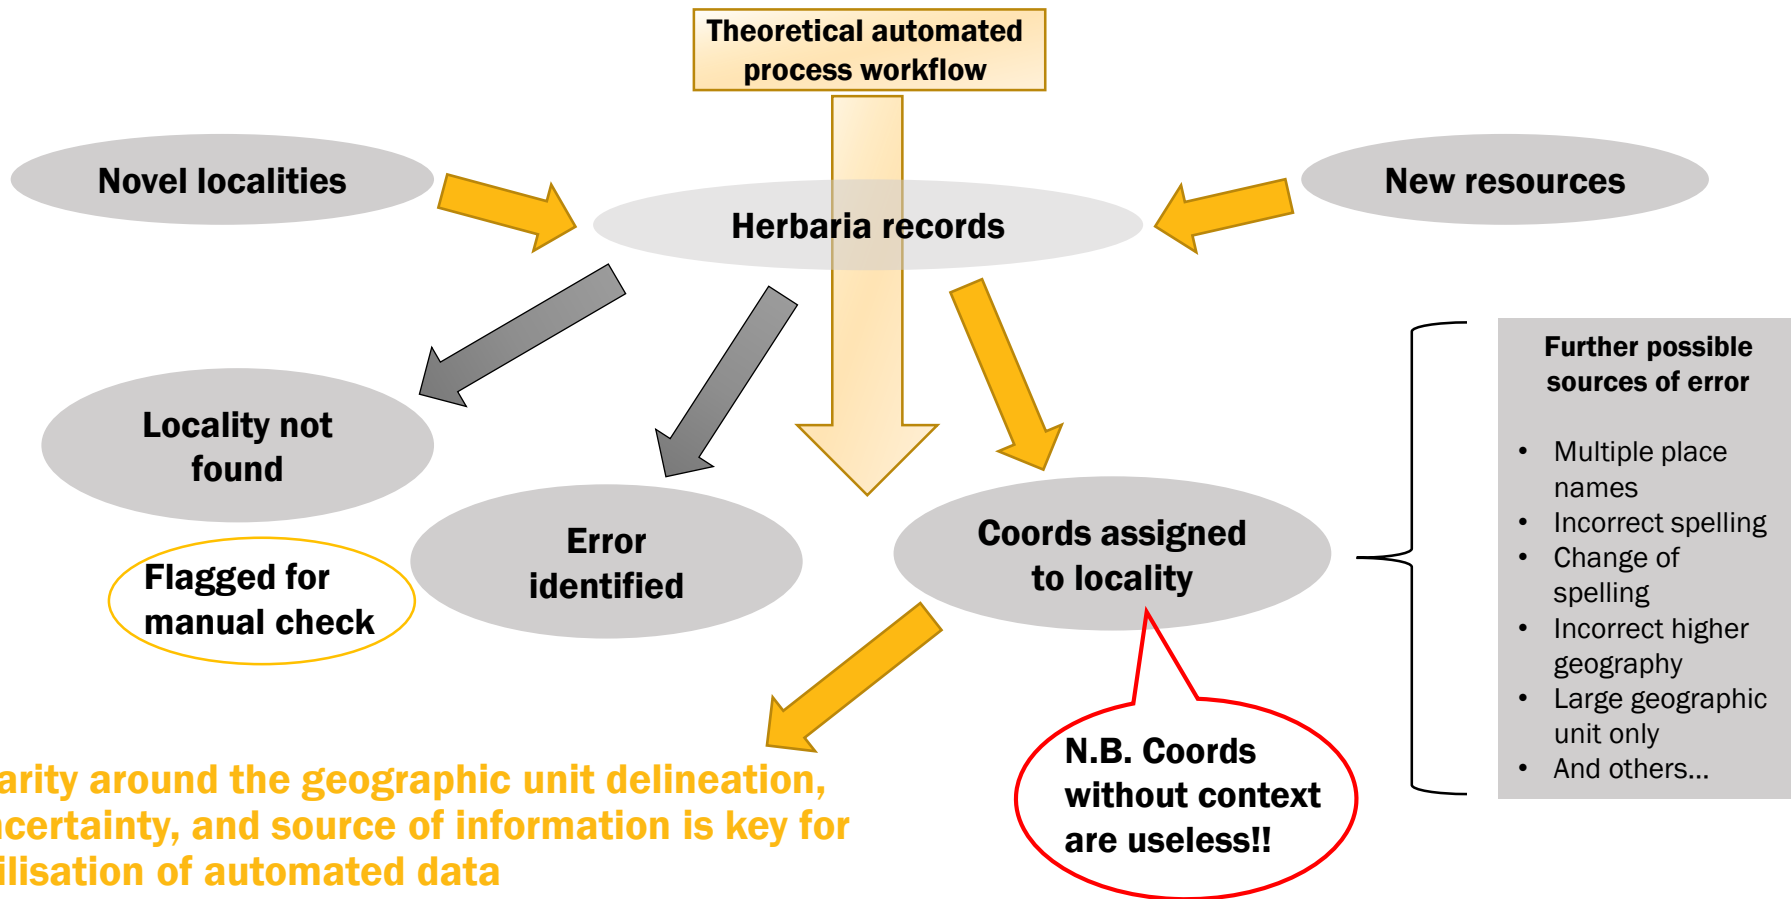 Theoretical automated
process workflow
Novel localities
New resources
Herbaria records
Locality not
found
Flagged for
manual check
Error
identified
Coords assigned
to locality
N.B. Coords
without context
are useless!!
Further possible
sources of error
• Multiple place
names
• Incorrect spelling
• Change of
spelling
• Incorrect higher
geography
• Large geographic
unit only
• And others...
around the geographic unit delineation,
and source of information is key for
of automated data